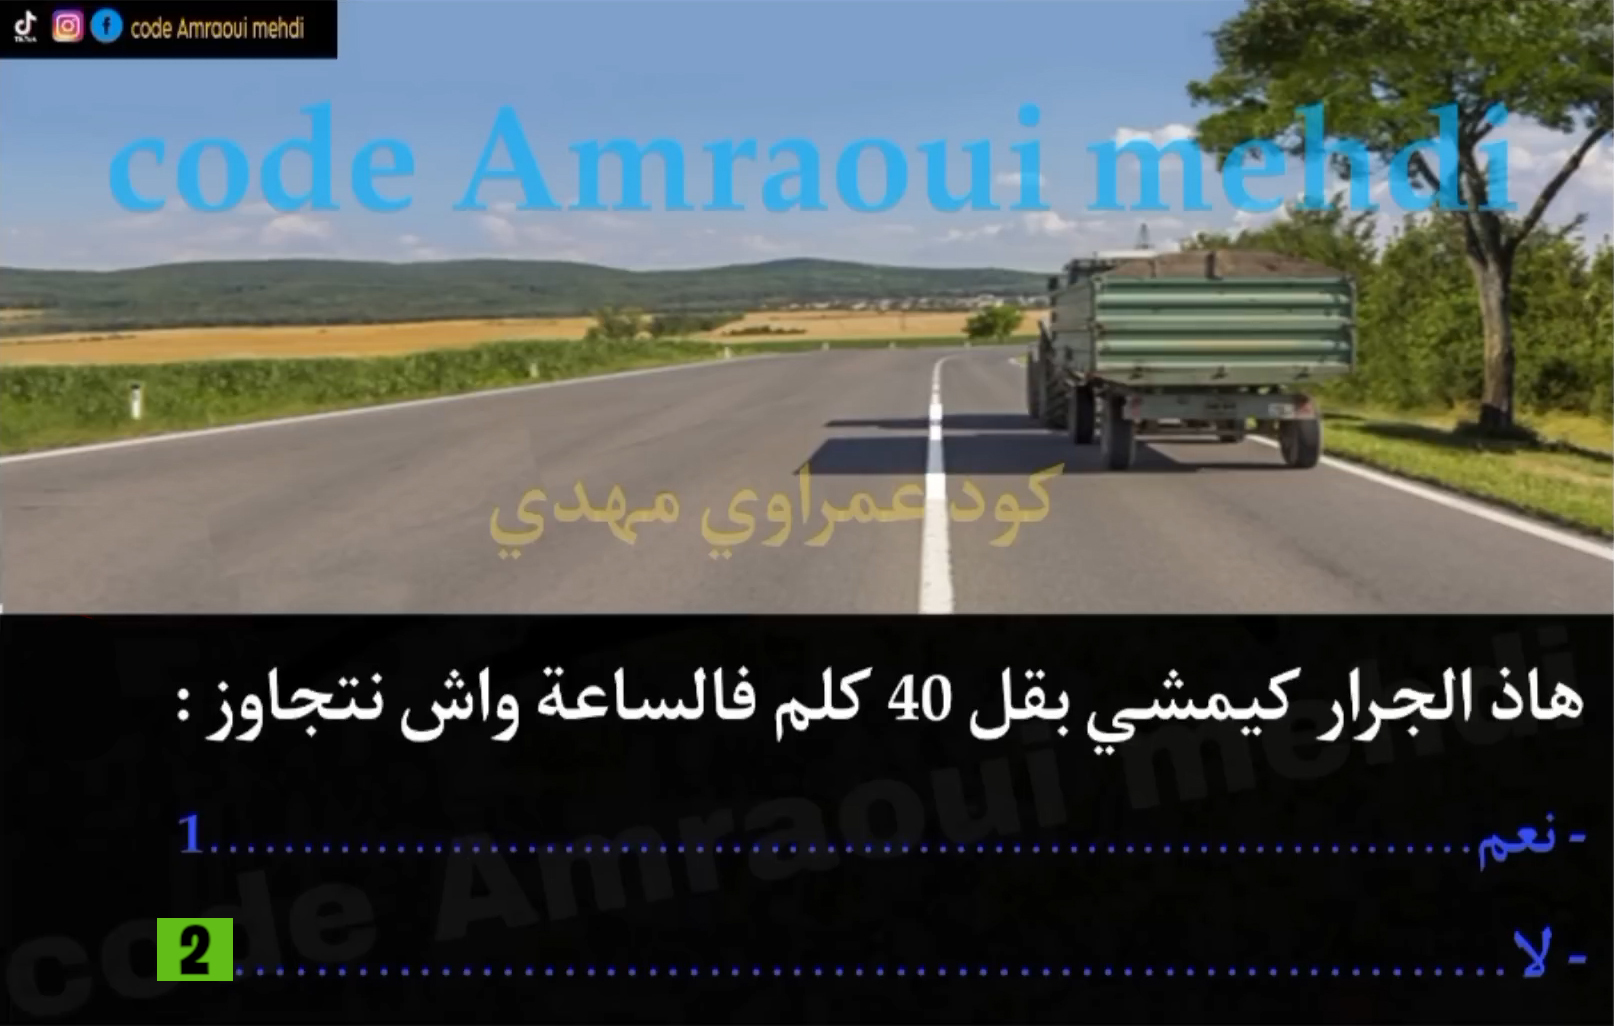 code Amraoui mehdi
code Amraoui mehdi
كود عمراوي مهدي
هاذ الجرار كيمشي بقل 40 كلم فالساعة واش نتجاوز :
- نعم......................................................1
- لا......................................................2
code Amraoui mehdi